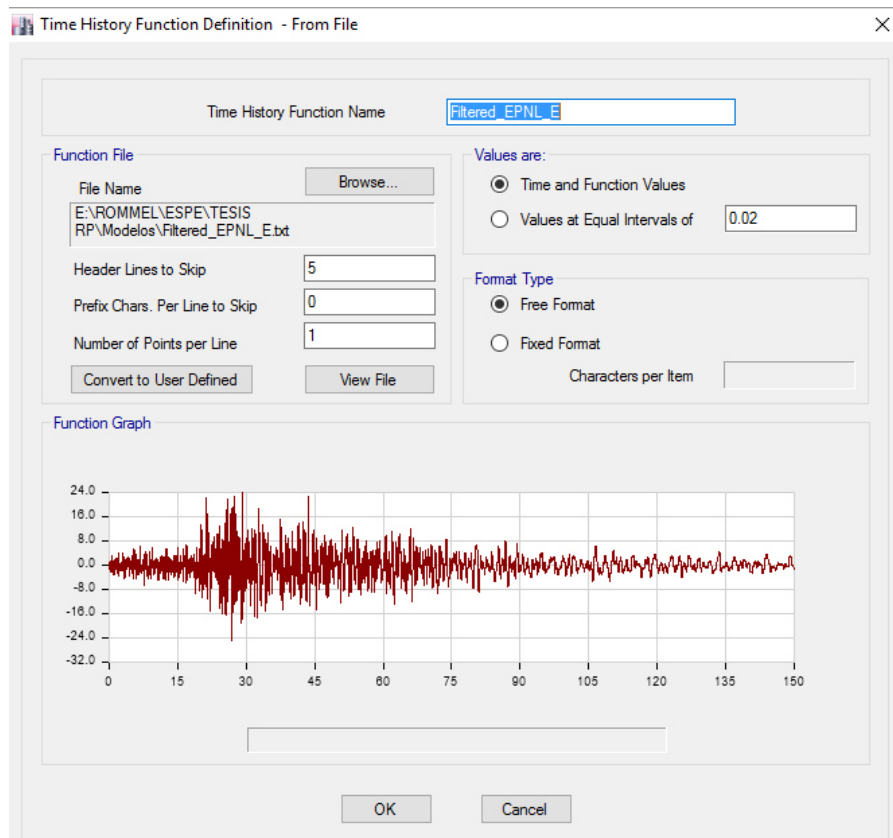 Time History Function Definition - From File
Time History Function Name
Filtered_EPNL_E
Function File
File Name
Browse...
E:\ROMMEL\ESPE\TESIS
RP\Modelos\Filtered_EPNL_E.txt
Header Lines to Skip
5
Prefix Chars. Per Line to Skip
0
Number of Points per Line
1
Convert to User Defined
View File
Values are:
Time and Function Values
Values at Equal Intervals of
0.02
Format Type
Free Format
Fixed Format
Characters per Item
Function Graph
24.0
16.0
8.0
0.0
-8.0
-16.0
-24.0
-32.0
0 15 30 45 60 75 90 105 120 135 150
OK
Cancel